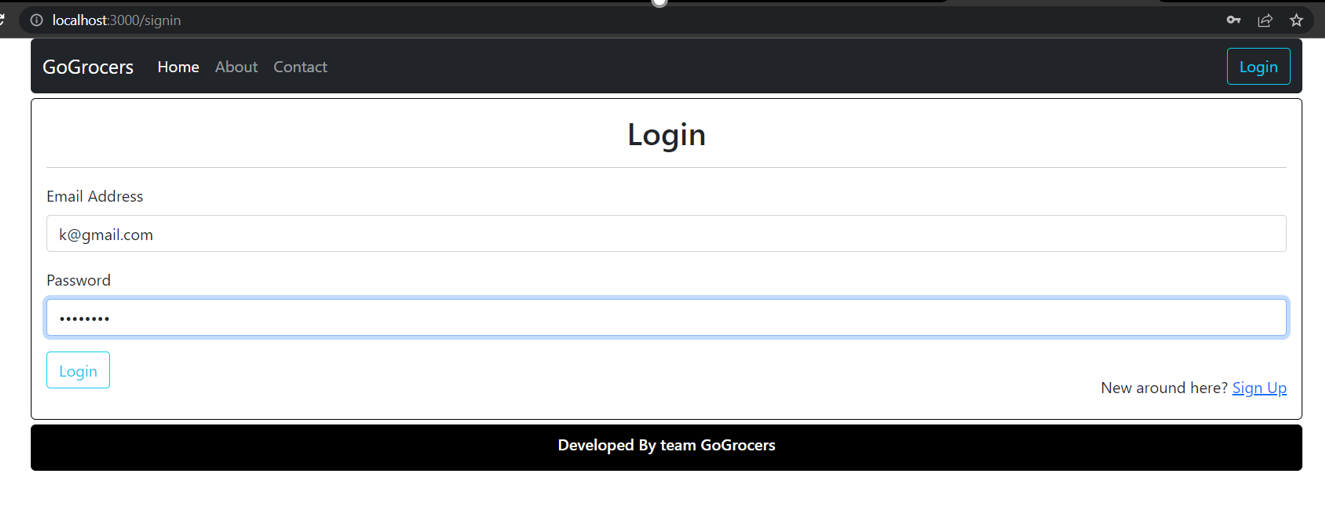 localhost:3000/signin
GoGrocers Home About Contact Login
Login
Email Address
k@gmail.com
Password
••••••••
Login
New around here? Sign Up
Developed By team GoGrocers